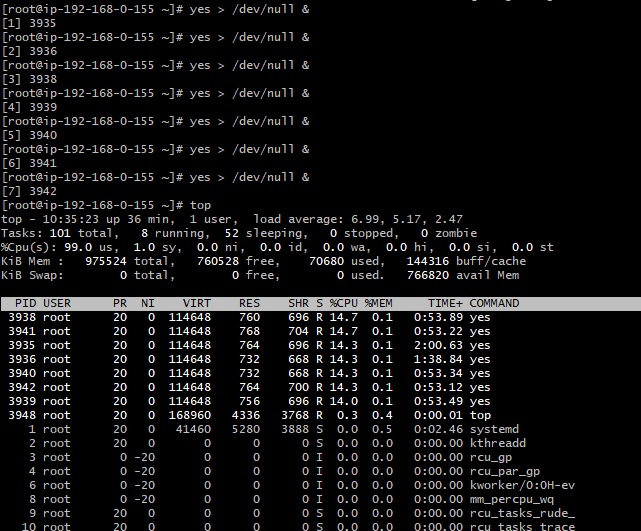 [root@ip-192-168-0-155 ~]# yes > /dev/null &
[1] 3935
[root@ip-192-168-0-155 ~]# yes > /dev/null &
[2] 3936
[root@ip-192-168-0-155 ~]# yes > /dev/null &
[3] 3938
[root@ip-192-168-0-155 ~]# yes > /dev/null &
[4] 3939
[root@ip-192-168-0-155 ~]# yes > /dev/null &
[5] 3940
[root@ip-192-168-0-155 ~]# yes > /dev/null &
[6] 3941
[root@ip-192-168-0-155 ~]# yes > /dev/null &
[7] 3942
[root@ip-192-168-0-155 ~]# top
top - 10:35:23 up 36 min,  1 user,  load average: 6.99, 5.17, 2.47
Tasks: 101 total,   8 running,  52 sleeping,   0 stopped,   0 zombie
%Cpu(s): 99.0 us,  1.0 sy,  0.0 ni,  0.0 id,  0.0 wa,  0.0 hi,  0.0 si,  0.0 st
KiB Mem :   975524 total,   760528 free,    70680 used,   144316 buff/cache
KiB Swap:        0 total,        0 free,        0 used.   766820 avail Mem
PID USER      PR  NI    VIRT    RES    SHR S %CPU %MEM     TIME+ COMMAND
3938 root      20   0  114648    760    696 R 14.7  0.1   0:53.89 yes
3941 root      20   0  114648    768    704 R 14.7  0.1   0:53.22 yes
3935 root      20   0  114648    764    696 R 14.3  0.1   2:00.63 yes
3936 root      20   0  114648    732    668 R 14.3  0.1   1:38.84 yes
3940 root      20   0  114648    732    668 R 14.3  0.1   0:53.34 yes
3942 root      20   0  114648    764    700 R 14.3  0.1   0:53.12 yes
3939 root      20   0  114648    756    696 R 14.0  0.1   0:53.49 yes
3948 root      20   0  168960   4336   3768 R  0.3  0.4   0:00.01 top
1 root      20   0   41460   5280   3888 S  0.0  0.5   0:02.46 systemd
2 root      20   0       0      0      0 S  0.0  0.0   0:00.00 kthreadd
3 root       0 -20       0      0      0 I  0.0  0.0   0:00.00 rcu_gp
4 root       0 -20       0      0      0 I  0.0  0.0   0:00.00 rcu_par_gp
6 root       0 -20       0      0      0 I  0.0  0.0   0:00.00 kworker/0:0H-ev
8 root       0 -20       0      0      0 I  0.0  0.0   0:00.00 mm_percpu_wq
9 root      20   0       0      0      0 S  0.0  0.0   0:00.00 rcu_tasks_rude_
10 root      20   0       0      0      0 S  0.0  0.0   0:00.00 rcu_tasks_trace